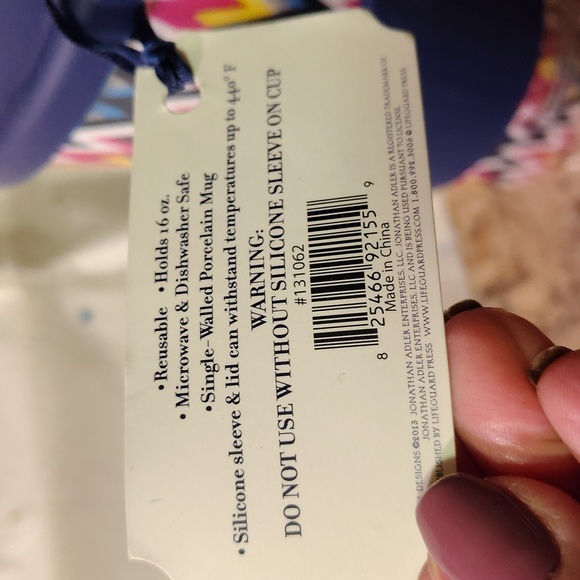 •Reusable •Holds 16 oz.
• Microwave & Dishwasher Safe
•Single-Walled Porcelain Mug
•Silicone sleeve & lid can withstand temperatures up to 440° F
WARNING:
DO NOT USE WITHOUT SILICONE SLEEVE ON CUP
#131062
8 25466 92155 9
Made in China
DESIGNS ©2013 JONATHAN ADLER ENTERPRISES, LLC. JONATHAN ADLER IS A REGISTERED TRADEMARK OF
JONATHAN ADLER ENTERPRISES, LLC AND IS BEING USED PURSUANT TO LICENSE.
BY LIFEGUARD PRESS WWW.LIFEGUARDPRESS.COM 1.800.992.3006 © LIFEGUARD PRESS